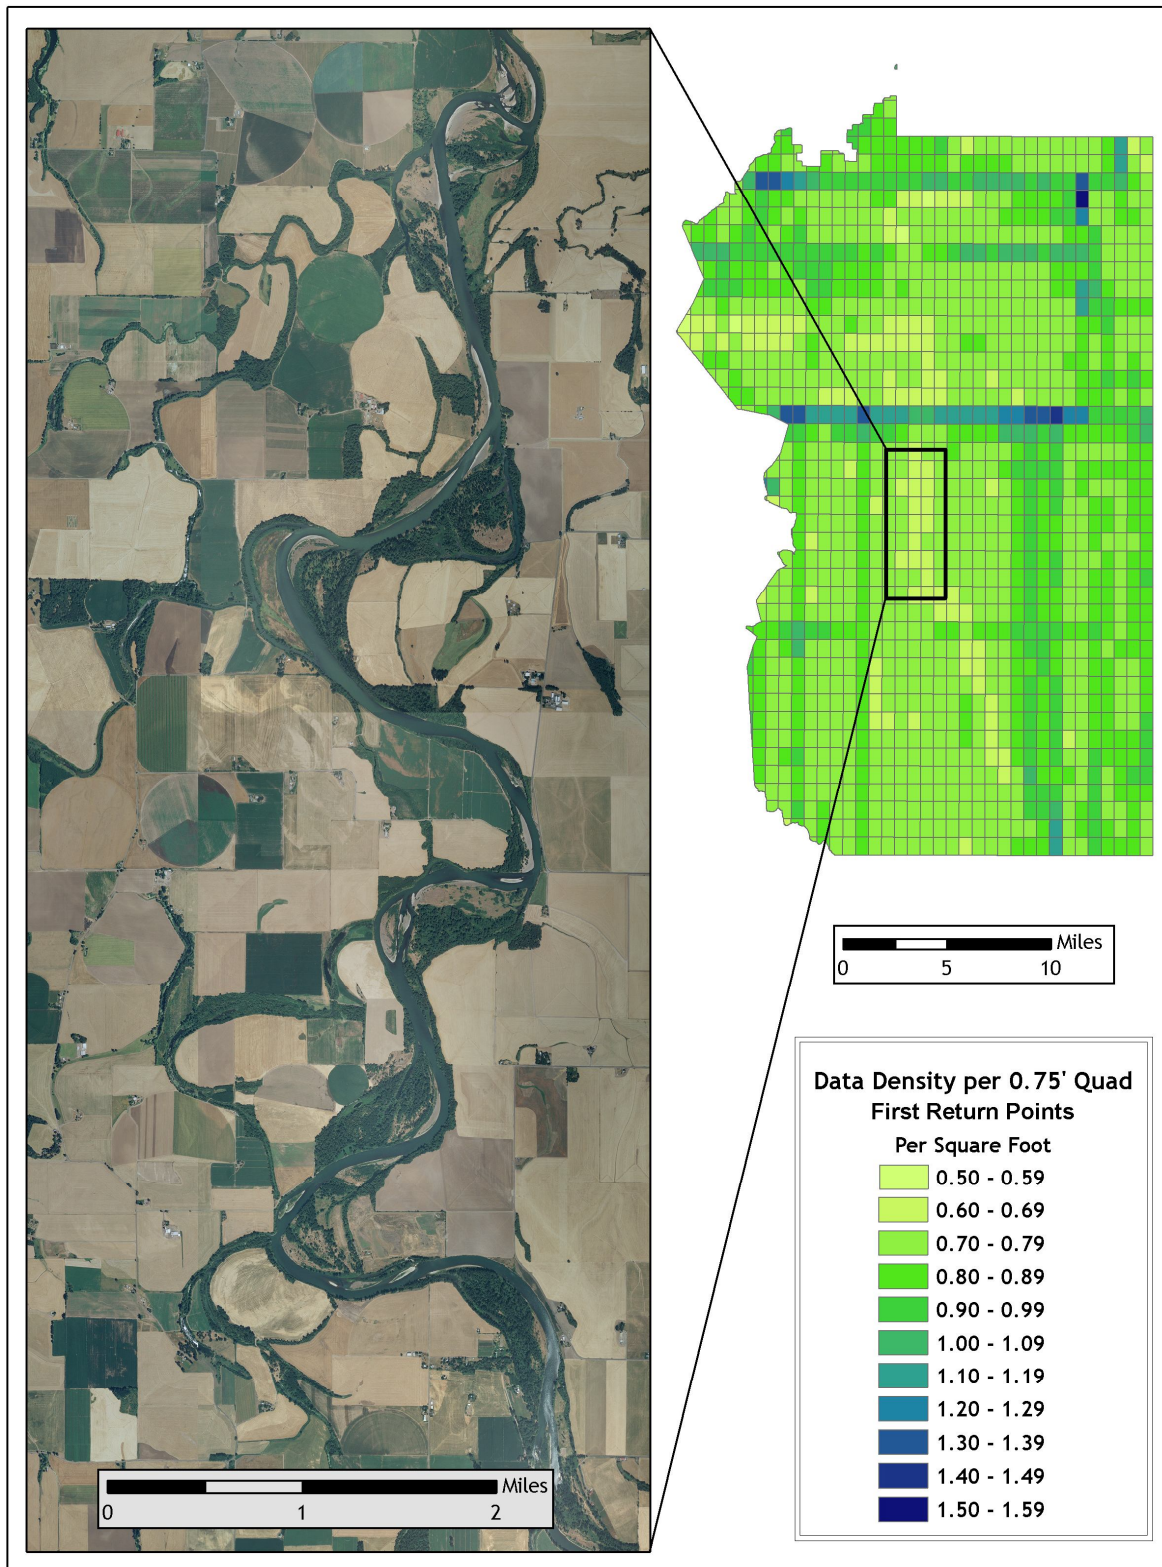 Miles
0 1 2
Miles
0 5 10
Data Density per 0.75' Quad
First Return Points
Per Square Foot
0.50 - 0.59
0.60 - 0.69
0.70 - 0.79
0.80 - 0.89
0.90 - 0.99
1.00 - 1.09
1.10 - 1.19
1.20 - 1.29
1.30 - 1.39
1.40 - 1.49
1.50 - 1.59